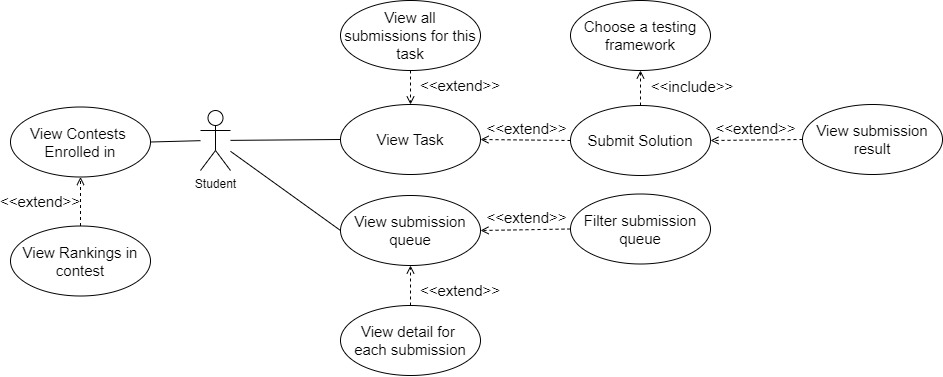 View all
submissions for this
task
Choose a testing
framework
<<extend>>
<<include>>
View Contests
Enrolled in
View Task
<<extend>>
Submit Solution
<<extend>>
View submission
result
Student
<<extend>>
View submission
queue
<<extend>>
Filter submission
queue
View Rankings in
contest
<<extend>>
View detail for
each submission